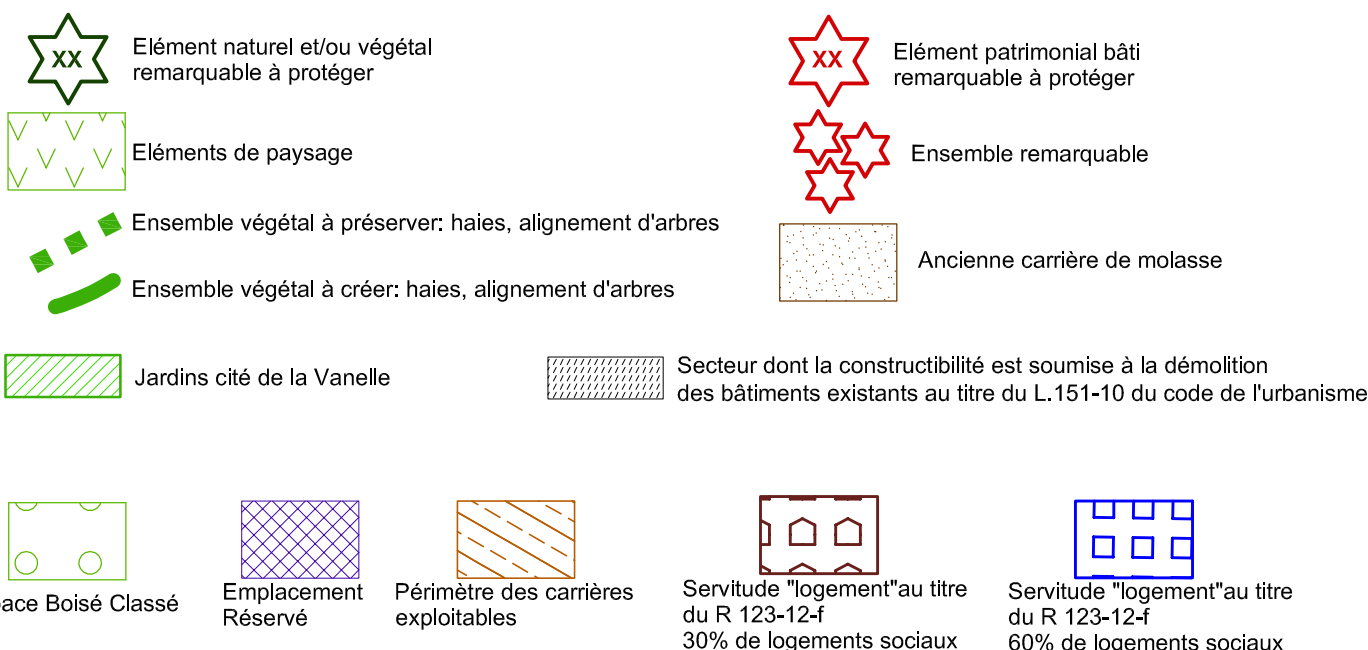 XX
Elément naturel et/ou végétal
remarquable à protéger
XX
Elément patrimonial bâti
remarquable à protéger
Eléments de paysage
Ensemble remarquable
Ensemble végétal à préserver: haies, alignement d'arbres
Ancienne carrière de molasse
Ensemble végétal à créer: haies, alignement d'arbres
Jardins cité de la Vanelle
Secteur dont la constructibilité est soumise à la démolition
des bâtiments existants au titre du L.151-10 du code de l'urbanisme
pace Boisé Classé
Emplacement
Réservé
Périmètre des carrières
exploitables
Servitude "logement"au titre
du R 123-12-f
30% de logements sociaux
Servitude "logement"au titre
du R 123-12-f
60% de logements sociaux